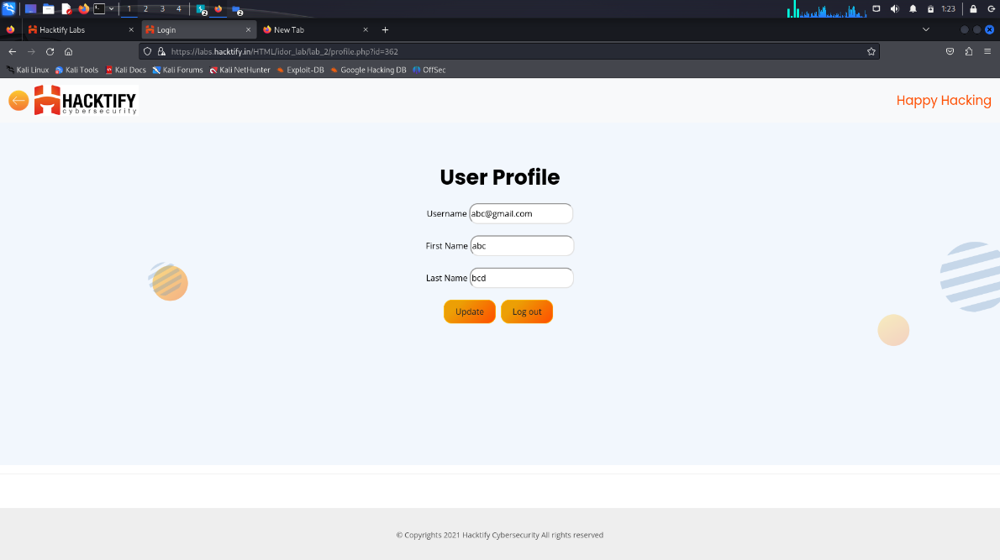 1 2 3 4 2 2 1:23
Hacktify Labs Login New Tab
https://labs.hacktify.in/HTML/idor_lab/lab_2/profile.php?id=362
Kali Linux Kali Tools Kali Docs Kali Forums Kali NetHunter Exploit-DB Google Hacking DB OffSec
HACKTIFY
cybersecurity
Happy Hacking
User Profile
Username abc@gmail.com
First Name abc
Last Name bcd
Update Log out
© Copyrights 2021 Hacktify Cybersecurity All rights reserved